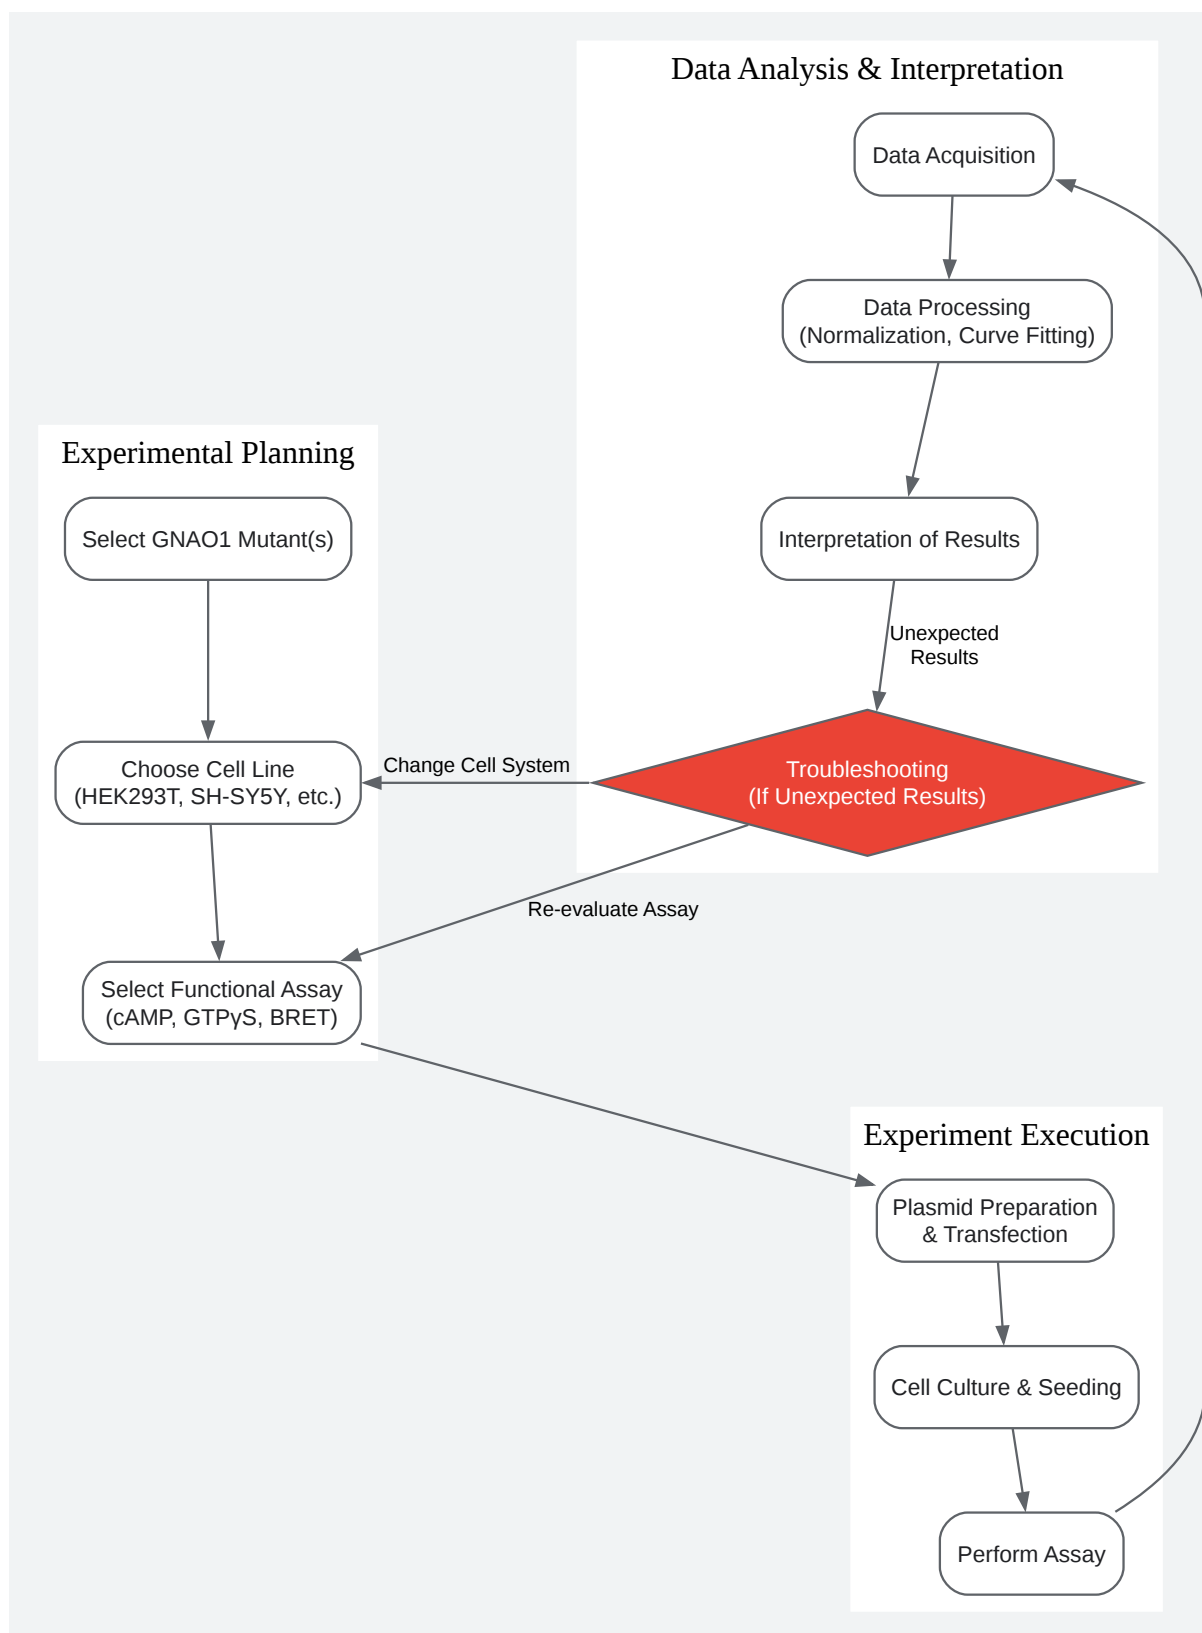 Data Analysis & Interpretation
Data Acquisition
Data Processing
(Normalization, Curve Fitting)
Interpretation of Results
Unexpected
Results
Troubleshooting
(If Unexpected Results)
Change Cell System
Re-evaluate Assay
Experimental Planning
Select GNAO1 Mutant(s)
Choose Cell Line
(HEK293T, SH-SY5Y, etc.)
Select Functional Assay
(cAMP, GTPγS, BRET)
Experiment Execution
Plasmid Preparation
& Transfection
Cell Culture & Seeding
Perform Assay